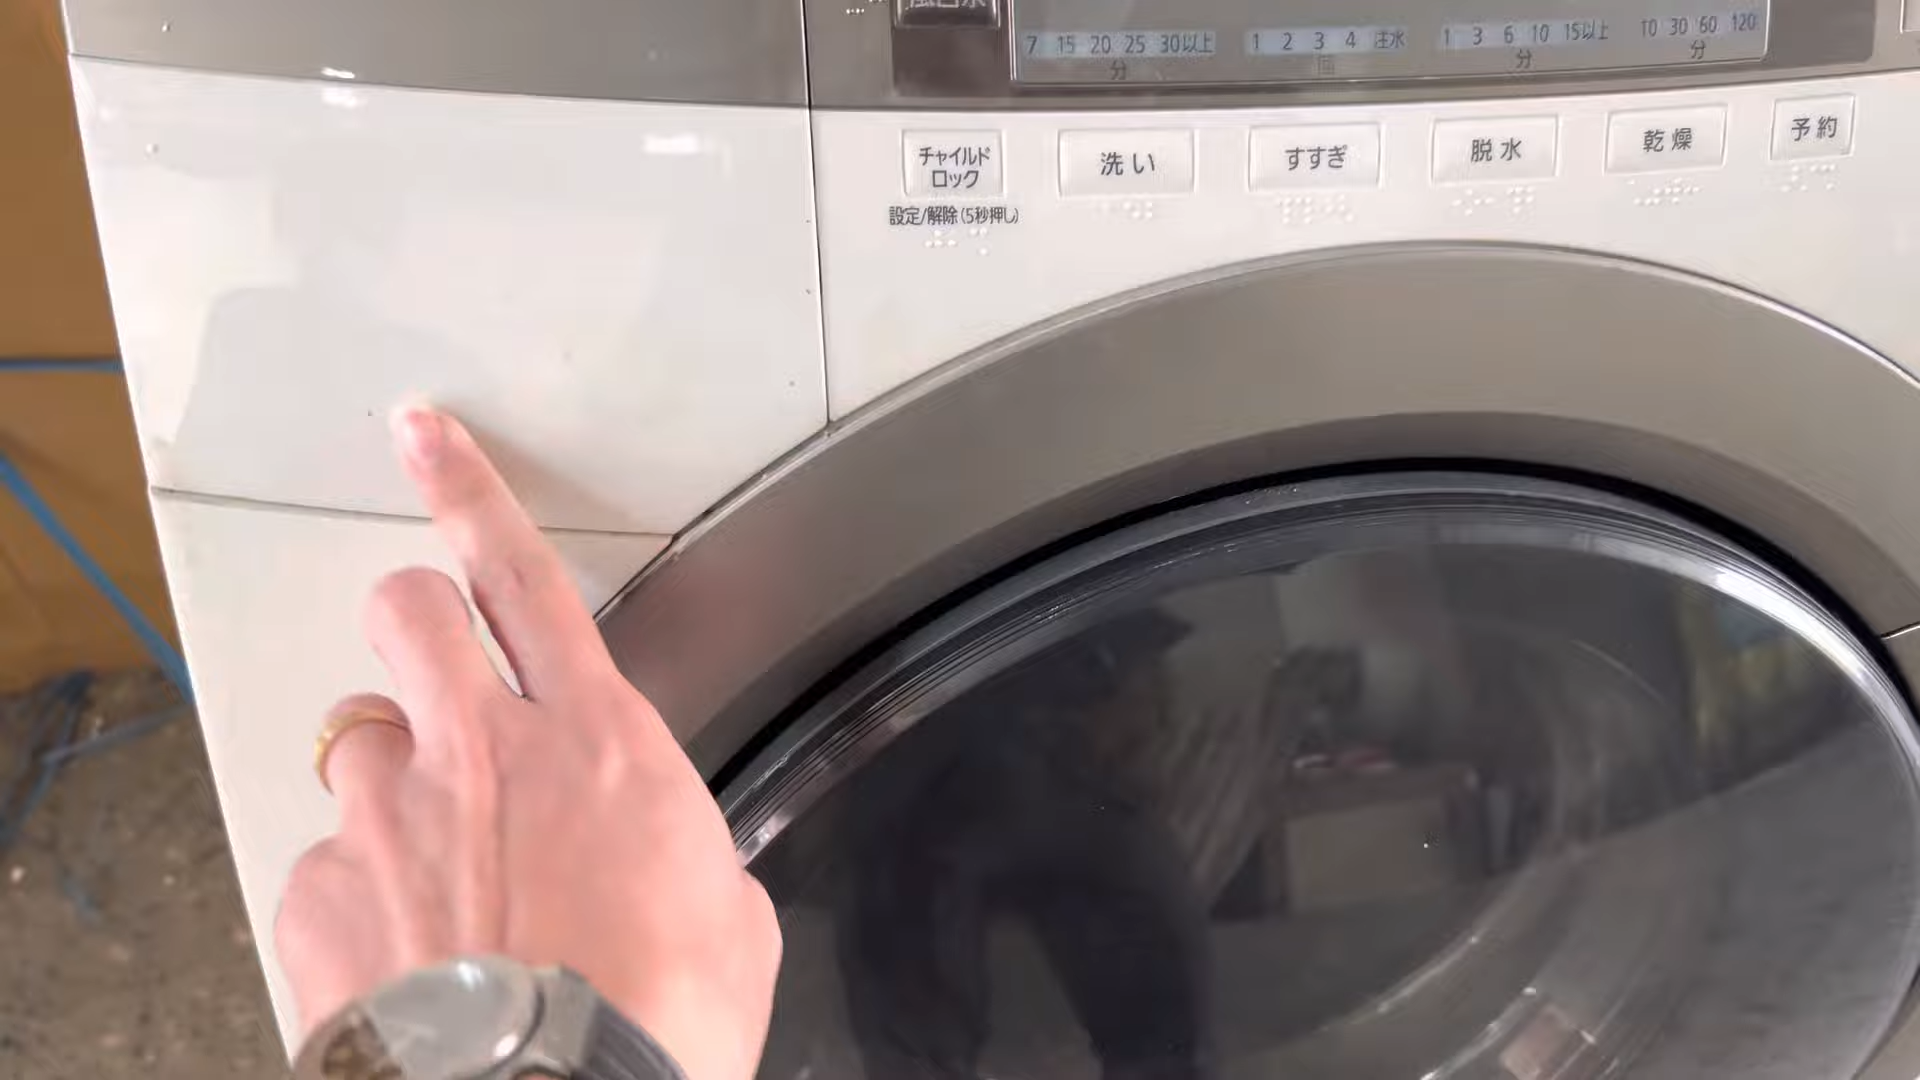 7 15 20 25 30以上
分
1 2 3 4 注水
回
1 3 6 10 15以上
分
10 30 60 120
分
チャイルド
ロック
設定/解除(5秒押し)
洗い
すすぎ
脱水
乾燥
予約